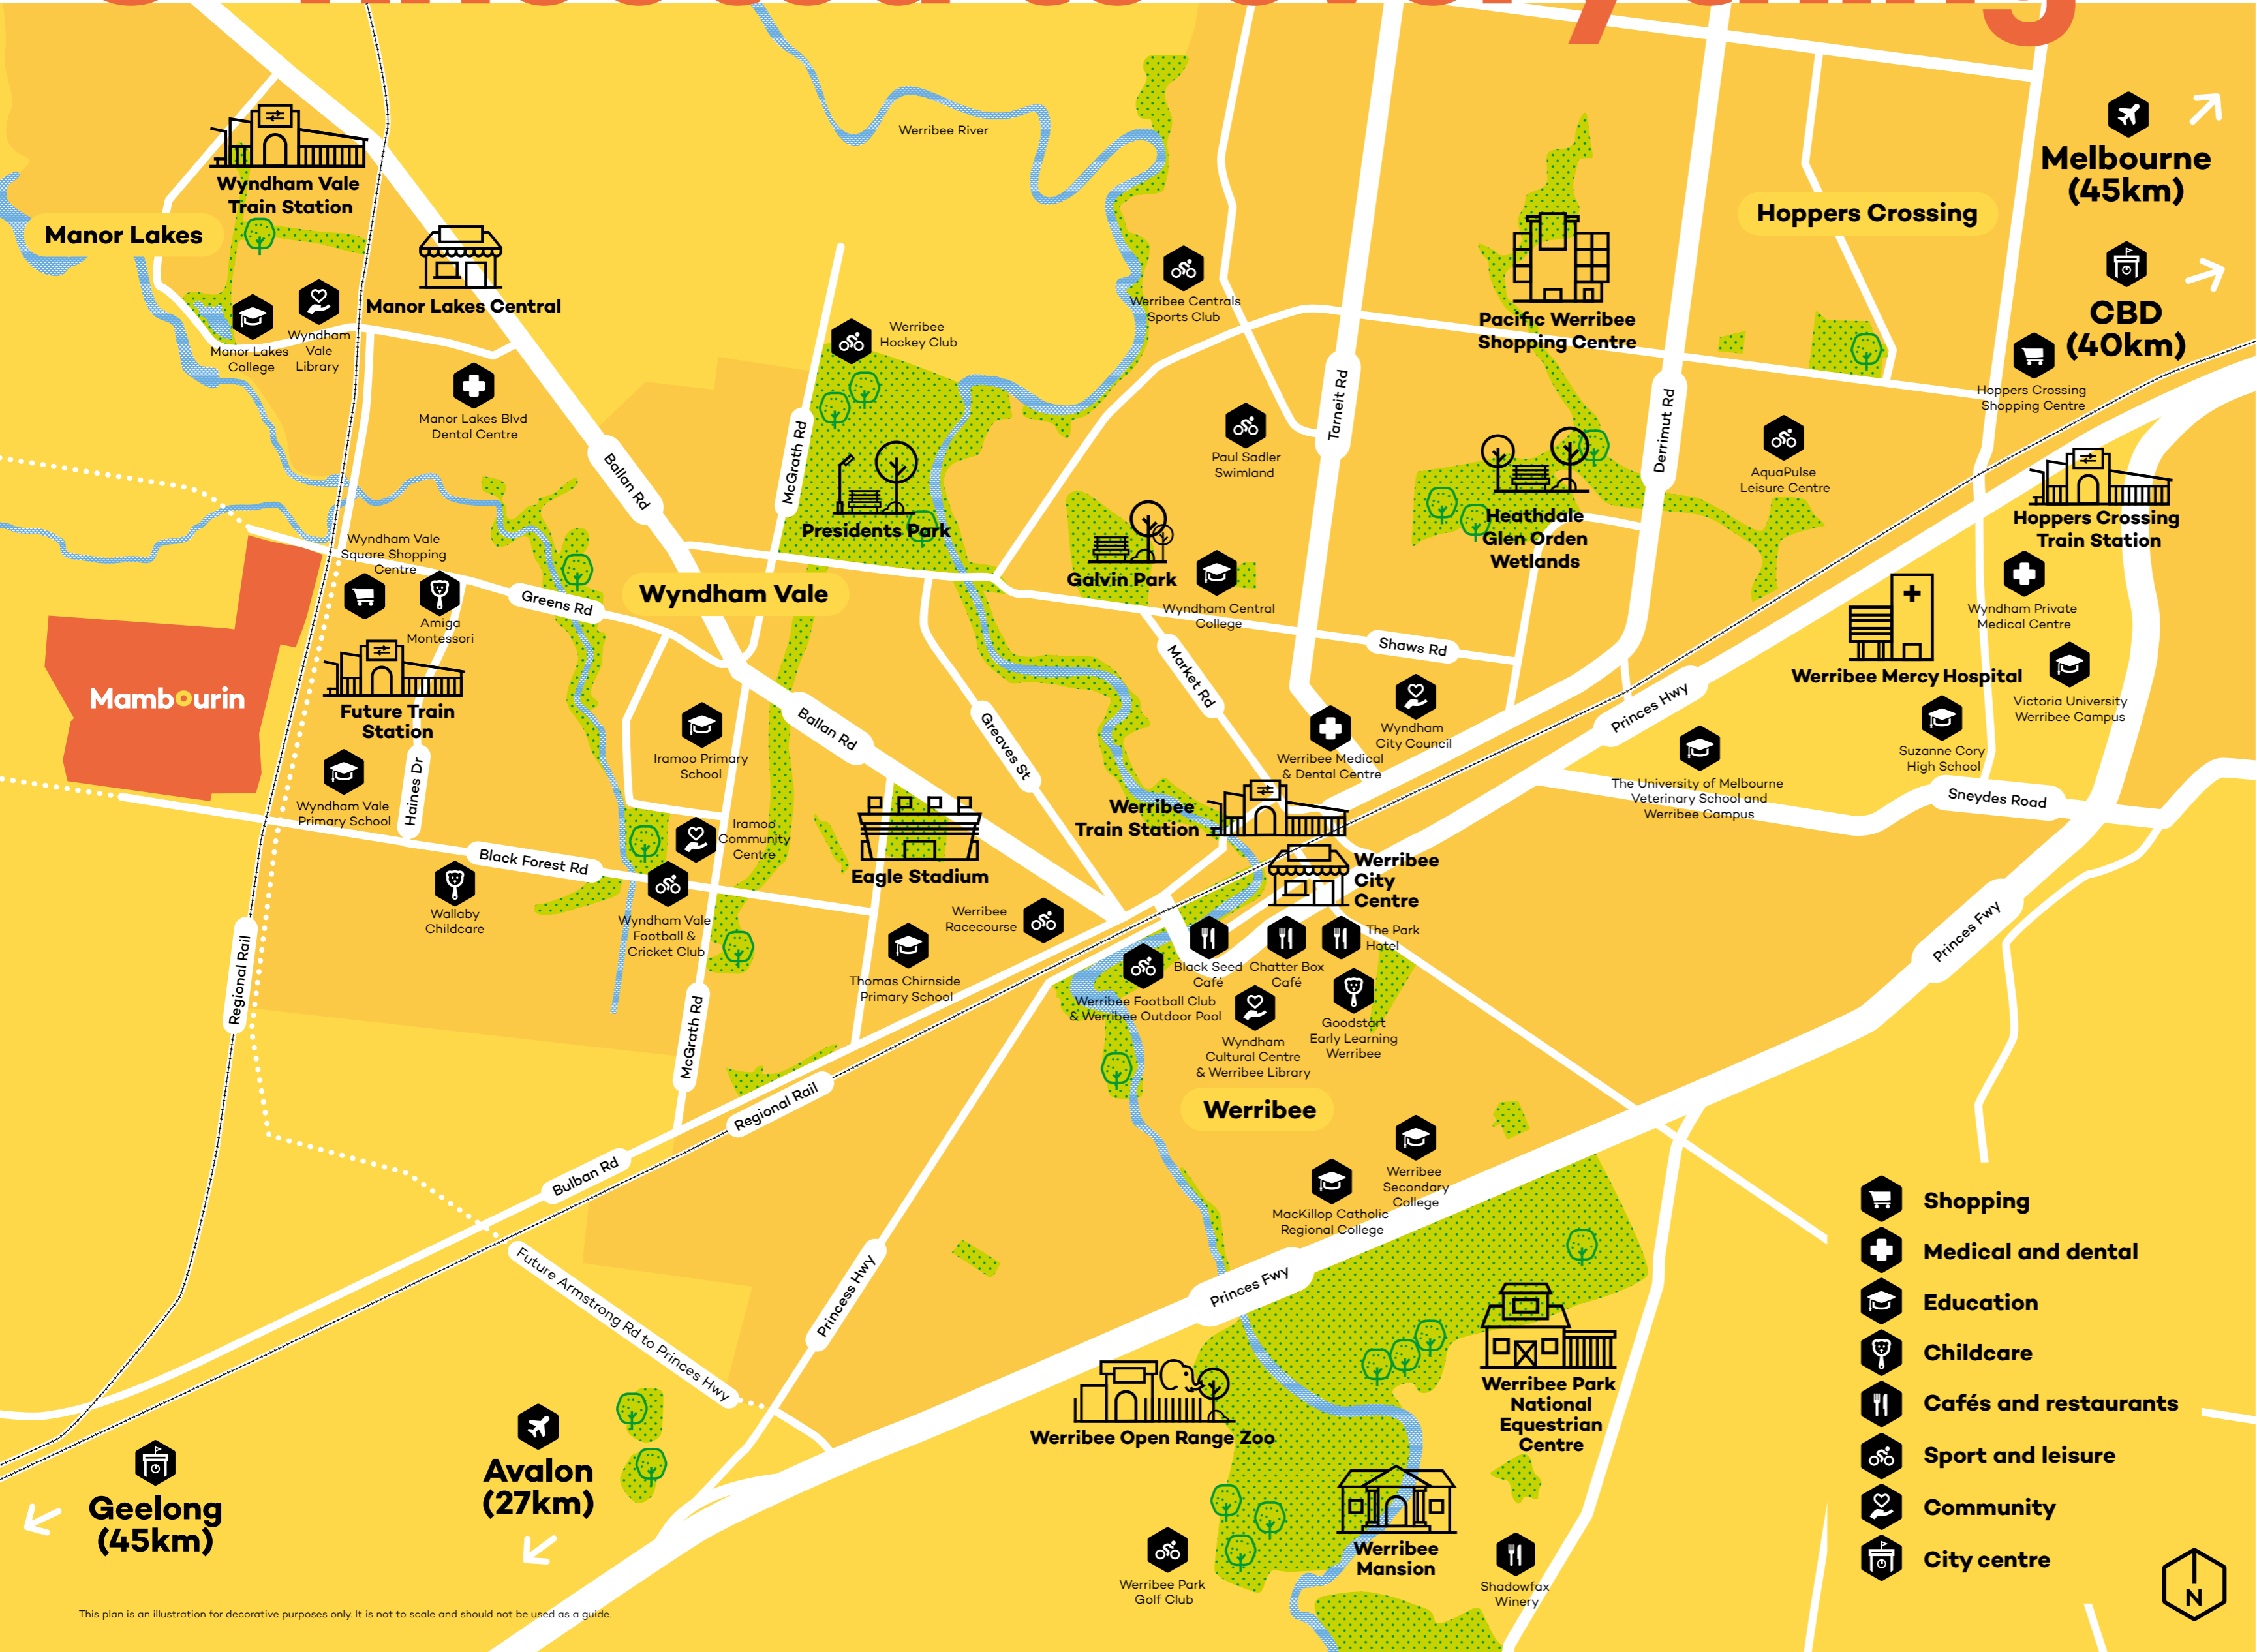 Wyndham Vale
Train Station
Manor Lakes
Manor Lakes Central
Manor Lakes
College
Wyndham
Vale
Library
Manor Lakes Blvd
Dental Centre
Werribee River
Werribee
Hockey Club
Werribee Centrals
Sports Club
Pacific Werribee
Shopping Centre
Hoppers Crossing
Melbourne
(45km)
CBD
(40km)
Hoppers Crossing
Shopping Centre
Ballan Rd
McGrath Rd
Presidents Park
Paul Sadler
Swimland
Tarneit Rd
Derrimut Rd
Heathdale
Glen Orden
Wetlands
AquaPulse
Leisure Centre
Hoppers Crossing
Train Station
Wyndham Vale
Square Shopping
Centre
Amiga
Montessori
Greens Rd
Wyndham Vale
Galvin Park
Wyndham Central
College
Shaws Rd
Market Rd
Wyndham Private
Medical Centre
Werribee Mercy Hospital
Victoria University
Werribee Campus
Suzanne Cory
High School
Mambourin
Future Train
Station
Wyndham Vale
Primary School
Haines Dr
Iramoo Primary
School
Ballan Rd
Greaves St
Wyndham
City Council
Werribee Medical
& Dental Centre
Princes Hwy
The University of Melbourne
Veterinary School and
Werribee Campus
Sneydes Road
Werribee
Train Station
Werribee
City
Centre
Black Forest Rd
Iramoo
Community
Centre
Eagle Stadium
Wallaby
Childcare
Wyndham Vale
Football &
Cricket Club
Werribee
Racecourse
Thomas Chirnside
Primary School
Black Seed
Café
Chatter Box
Café
The Park
Hotel
Werribee Football Club
& Werribee Outdoor Pool
Wyndham
Cultural Centre
& Werribee Library
Goodstart
Early Learning
Werribee
Princes Fwy
Regional Rail
McGrath Rd
Regional Rail
Werribee
Bulban Rd
Werribee
Secondary
College
MacKillop Catholic
Regional College
Future Armstrong Rd to Princes Hwy
Princess Hwy
Princes Fwy
Werribee Park
National
Equestrian
Centre
Werribee Open Range Zoo
Werribee
Mansion
Werribee Park
Golf Club
Shadowfax
Winery
Geelong
(45km)
Avalon
(27km)
Shopping
Medical and dental
Education
Childcare
Cafés and restaurants
Sport and leisure
Community
City centre
N
This plan is an illustration for decorative purposes only. It is not to scale and should not be used as a guide.